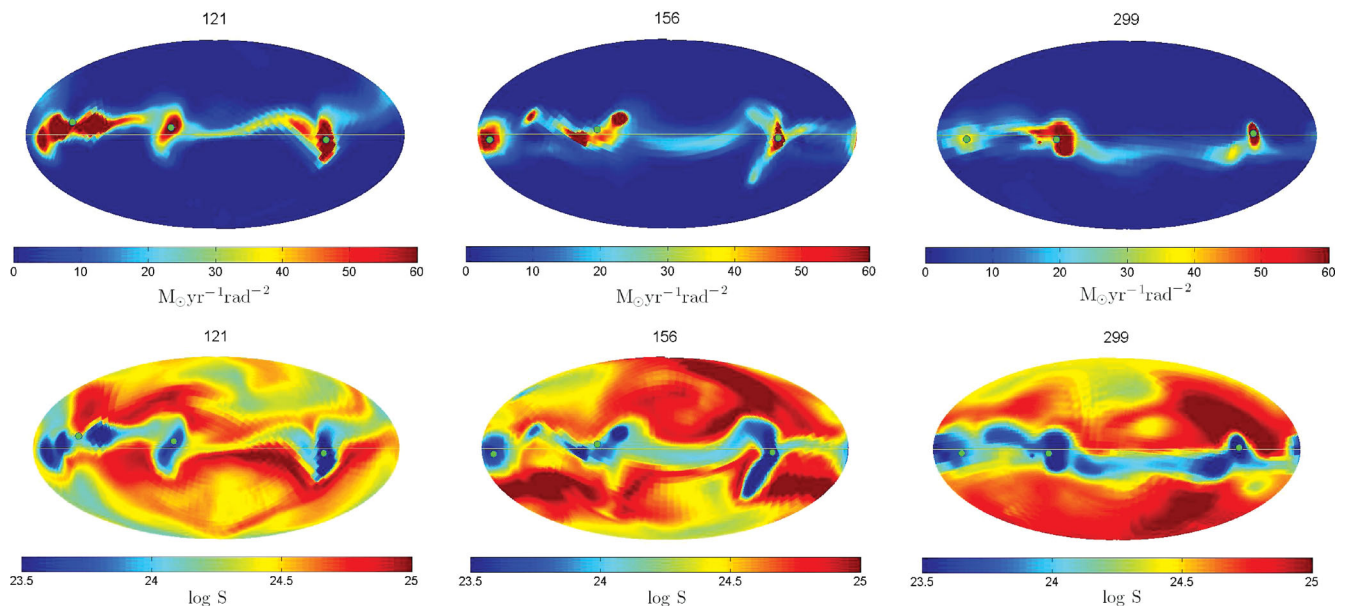 121 156 299
0 10 20 30 40 50 60 0 10 20 30 40 50 60 0 10 20 30 40 50 60
M⊙yr⁻¹rad⁻² M⊙yr⁻¹rad⁻² M⊙yr⁻¹rad⁻²
121 156 299
23.5 24 24.5 25 23.5 24 24.5 25 23.5 24 24.5 25
log S log S log S